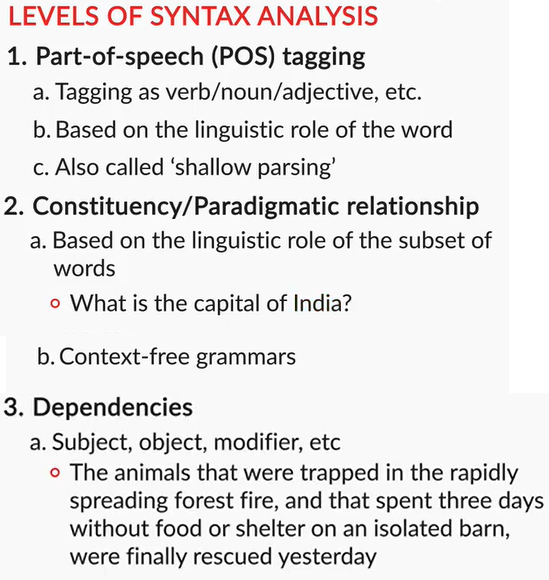 LEVELS OF SYNTAX ANALYSIS
1. Part-of-speech (POS) tagging
a. Tagging as verb/noun/adjective, etc.
b. Based on the linguistic role of the word
c. Also called ‘shallow parsing’
2. Constituency/Paradigmatic relationship
a. Based on the linguistic role of the subset of
words
What is the capital of India?
b. Context-free grammars
3. Dependencies
a. Subject, object, modifier, etc
The animals that were trapped in the rapidly
spreading forest fire, and that spent three days
without food or shelter on an isolated barn,
were finally rescued yesterday